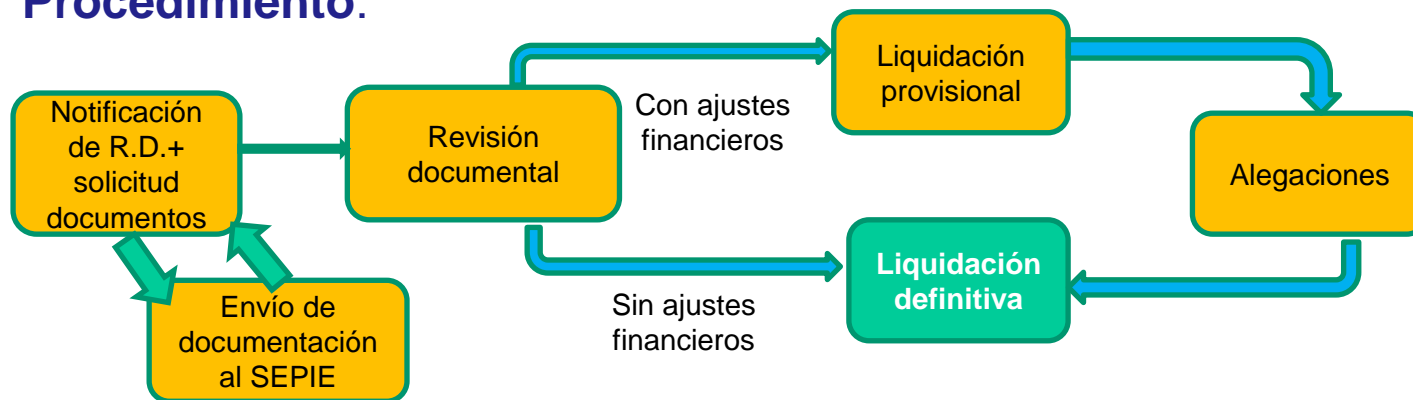 Procedimiento.
Notificación
de R.D.+
solicitud
documentos
Envío de
documentación
al SEPIE
Revisión
documental
Con ajustes
financieros
Liquidación
provisional
Alegaciones
Sin ajustes
financieros
Liquidación
definitiva